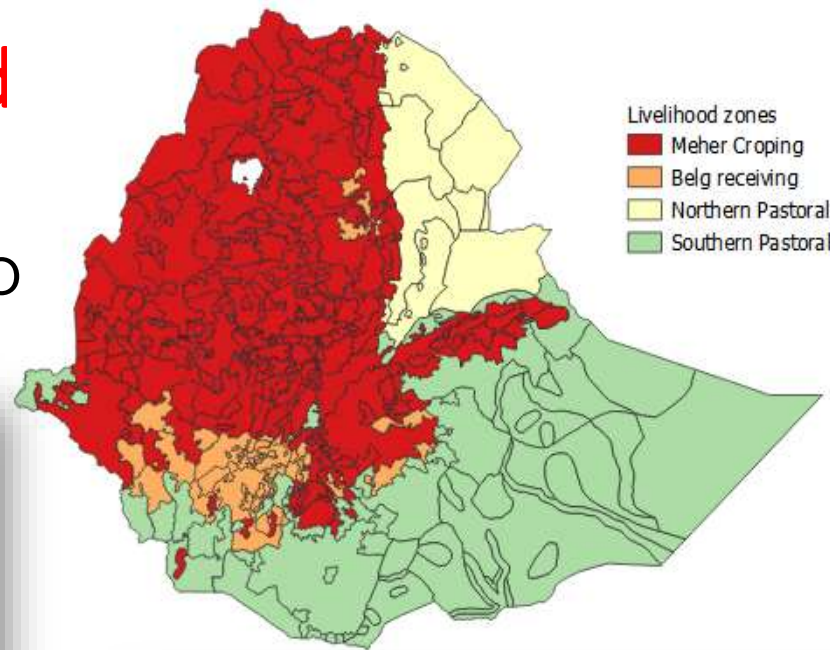 d
o
Livelihood zones
Meher Croping
Belg receiving
Northern Pastoral
Southern Pastoral